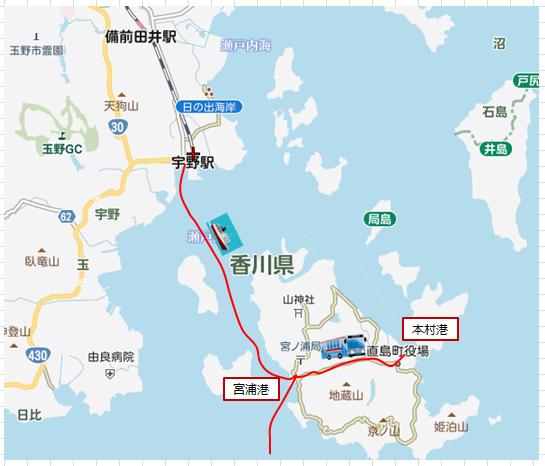 備前田井駅
瀬戸内海
沼
玉野市霊園
戸尻
天狗山
日の出海岸
石島
30
玉野GC
井島
宇野駅
62
宇野
局島
瀬戸
香川県
臥竜山
玉
山神社
本村港
宮ノ浦局
直島町役場
登山
430
由良病院
宮浦港
地蔵山
姫泊山
日比
京ノ山